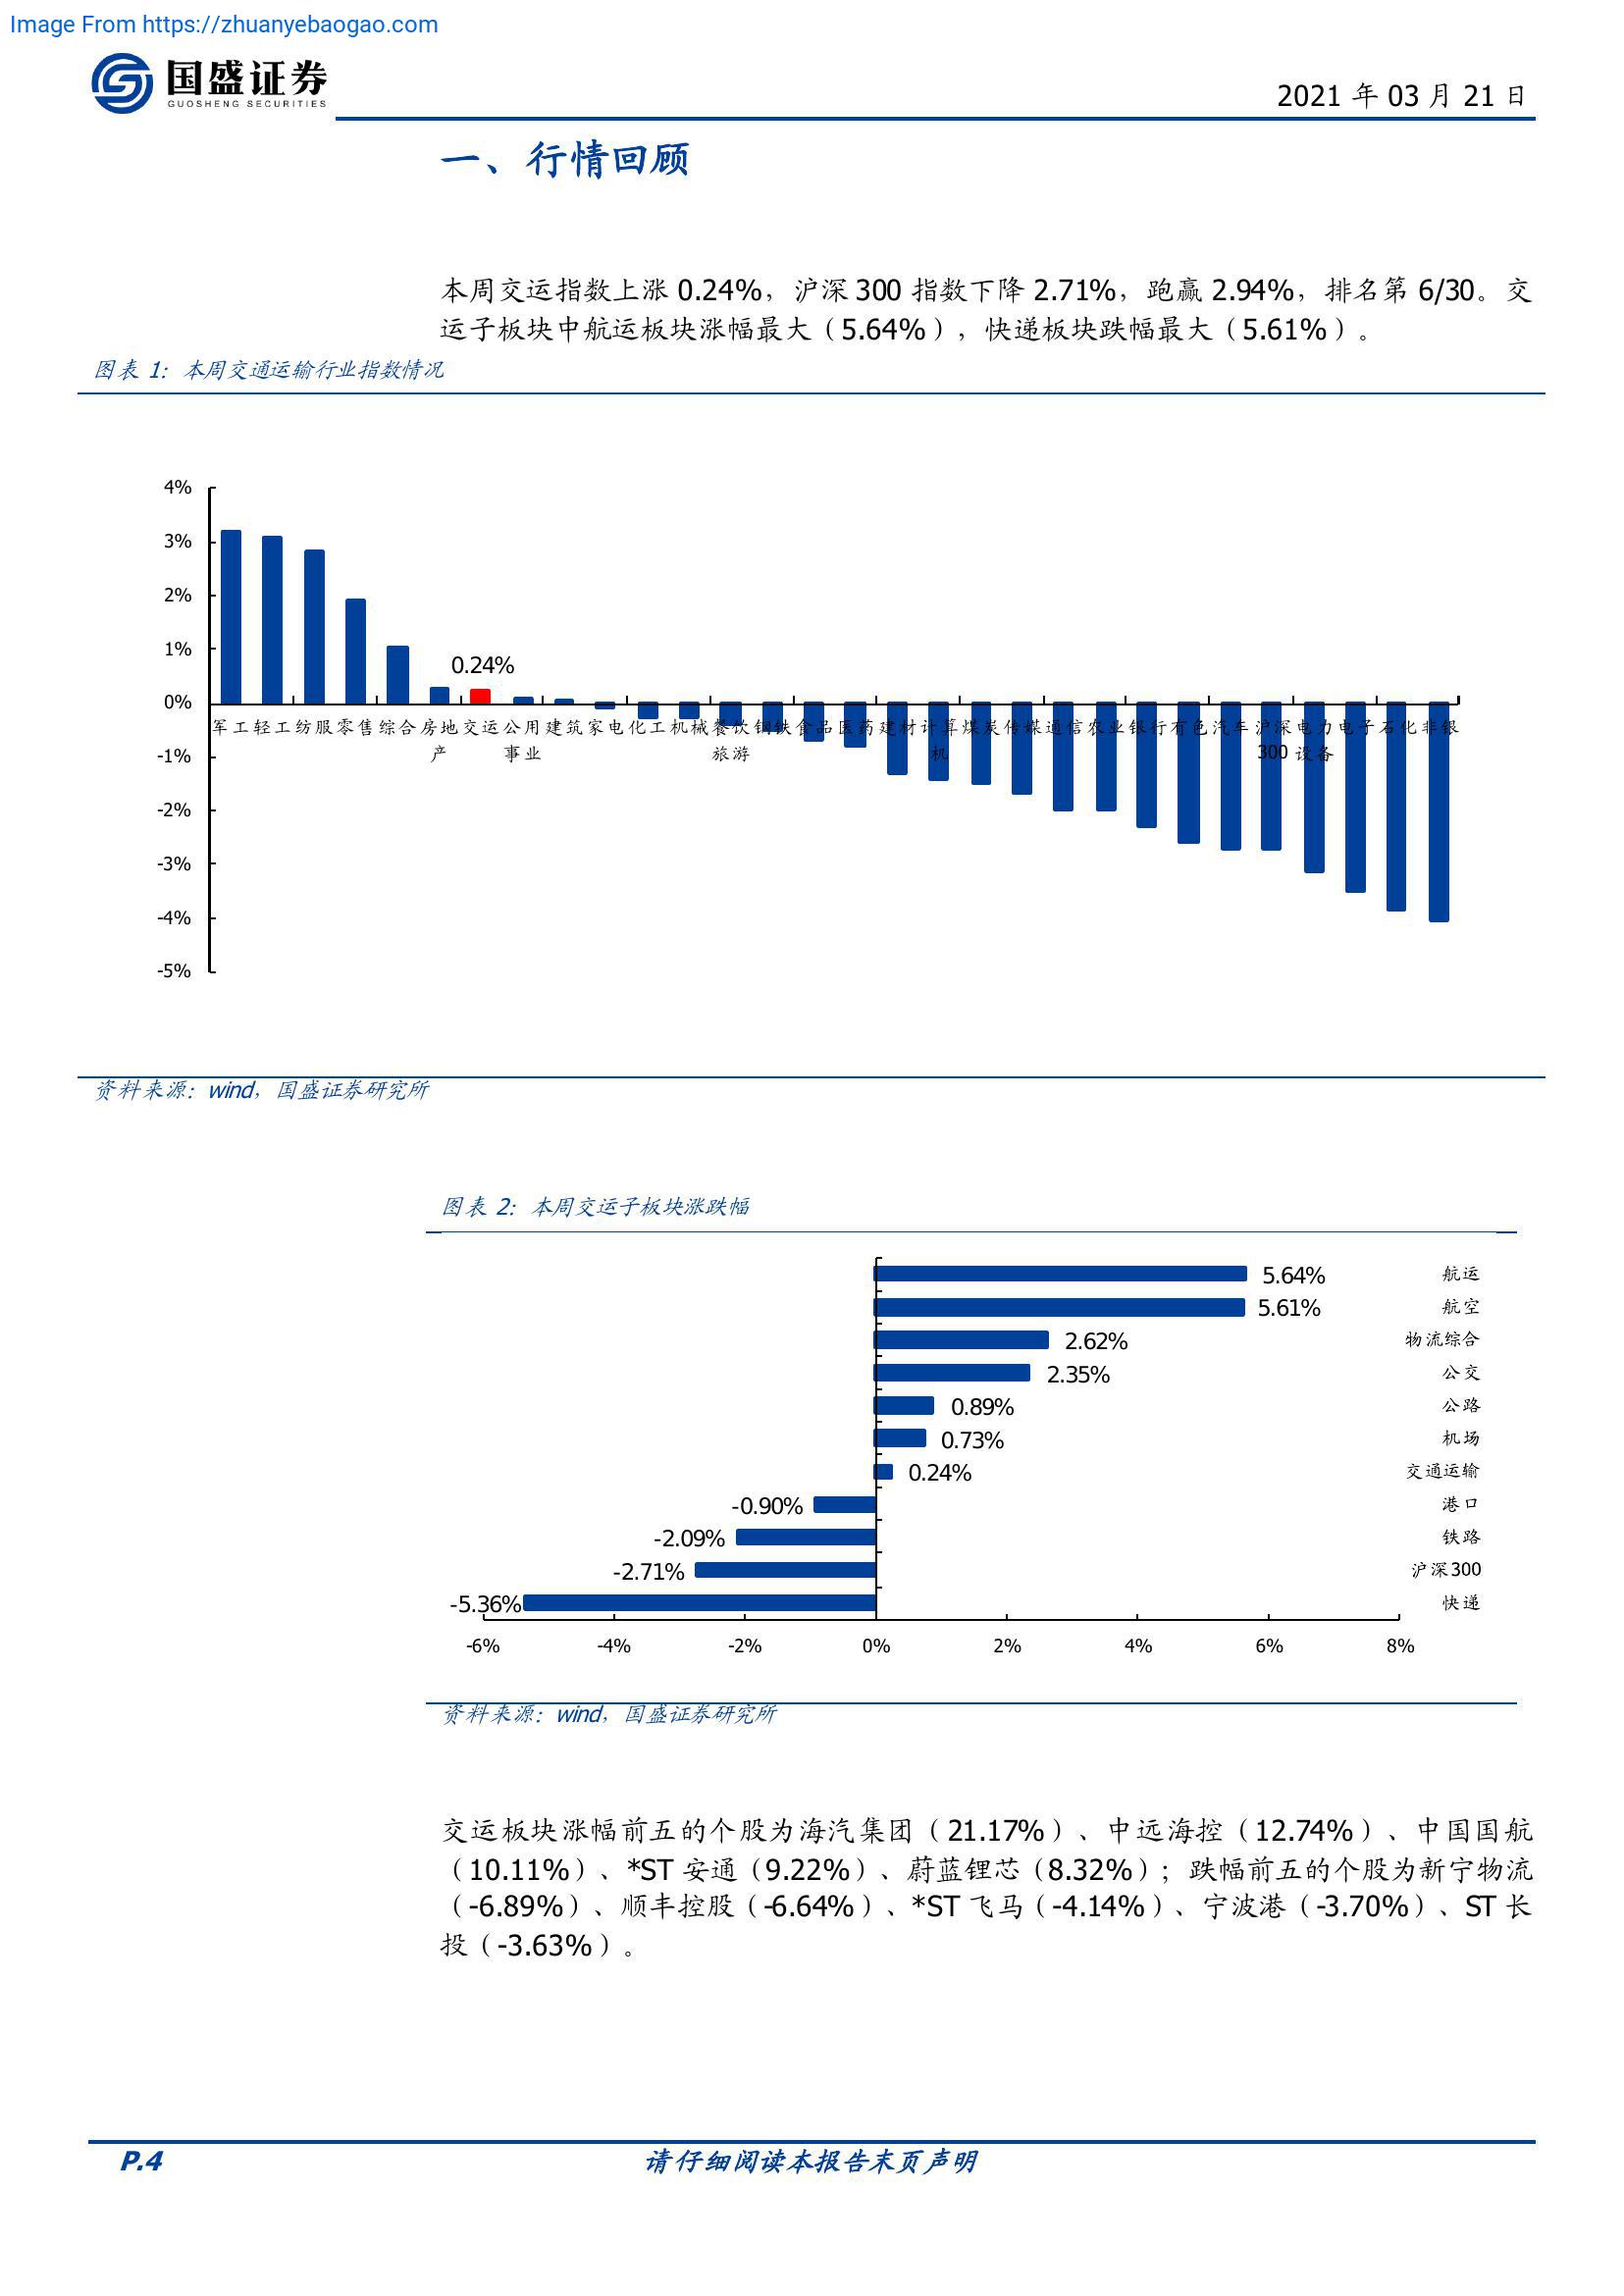 Image From https://zhuanyebaogao.com
国盛证券
GUOSHENG SECURITIES
2021 年 03 月 21 日
一、行情回顾
本周交运指数上涨 0.24%，沪深 300 指数下降 2.71%，跑赢 2.94%，排名第 6/30。交
运子板块中航运板块涨幅最大（5.64%），快递板块跌幅最大（5.61%）。
图表 1：本周交通运输行业指数情况
4%
3%
2%
1%
0%
-1%
-2%
-3%
-4%
-5%
0.24%
军工 轻工 纺服 零售 综合 房地 交运 公用 建筑 家电 化工 机械 餐饮 钢铁 食品 医药 建材 计算 煤炭 传媒 通信 农业 银行 有色 汽车 沪深 电力 电子 石化 非银
产 事业 旅游 机 300 设备
资料来源：wind，国盛证券研究所
图表 2：本周交运子板块涨跌幅
5.64% 航运
5.61% 航空
2.62% 物流综合
2.35% 公交
0.89% 公路
0.73% 机场
0.24% 交通运输
-0.90% 港口
-2.09% 铁路
-2.71% 沪深300
-5.36% 快递
-6% -4% -2% 0% 2% 4% 6% 8%
资料来源：wind，国盛证券研究所
交运板块涨幅前五的个股为海汽集团（21.17%）、中远海控（12.74%）、中国国航
（10.11%）、*ST 安通（9.22%）、蔚蓝锂芯（8.32%）；跌幅前五的个股为新宁物流
（-6.89%）、顺丰控股（-6.64%）、*ST 飞马（-4.14%）、宁波港（-3.70%）、ST 长
投（-3.63%）。
P.4
请仔细阅读本报告末页声明